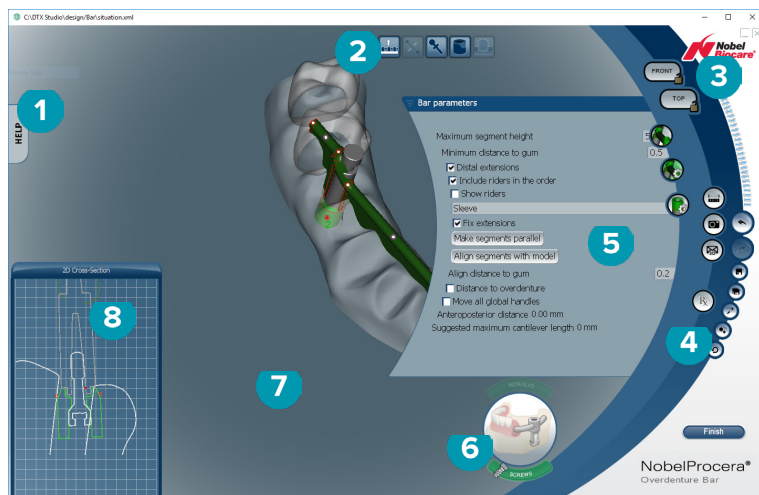 C:\DTX Studio\design/Bar\situation.xml
1
HELP
2
Nobel
Biocare
3
FRONT
TOP
Bar parameters
Maximum segment height 5
Minimum distance to gum 0.5
Distal extensions
Include riders in the order
Show riders
Sleeve
Fix extensions
Make segments parallel
5
Align segments with model
Align distance to gum 0.2
Distance to overdenture
Move all global handles
Anteroposterior distance 0.00 mm
Suggested maximum cantilever length 0 mm
Rx
4
2D Cross-Section
8
7
6
SCREWS
Finish
NobelProcera®
Overdenture Bar